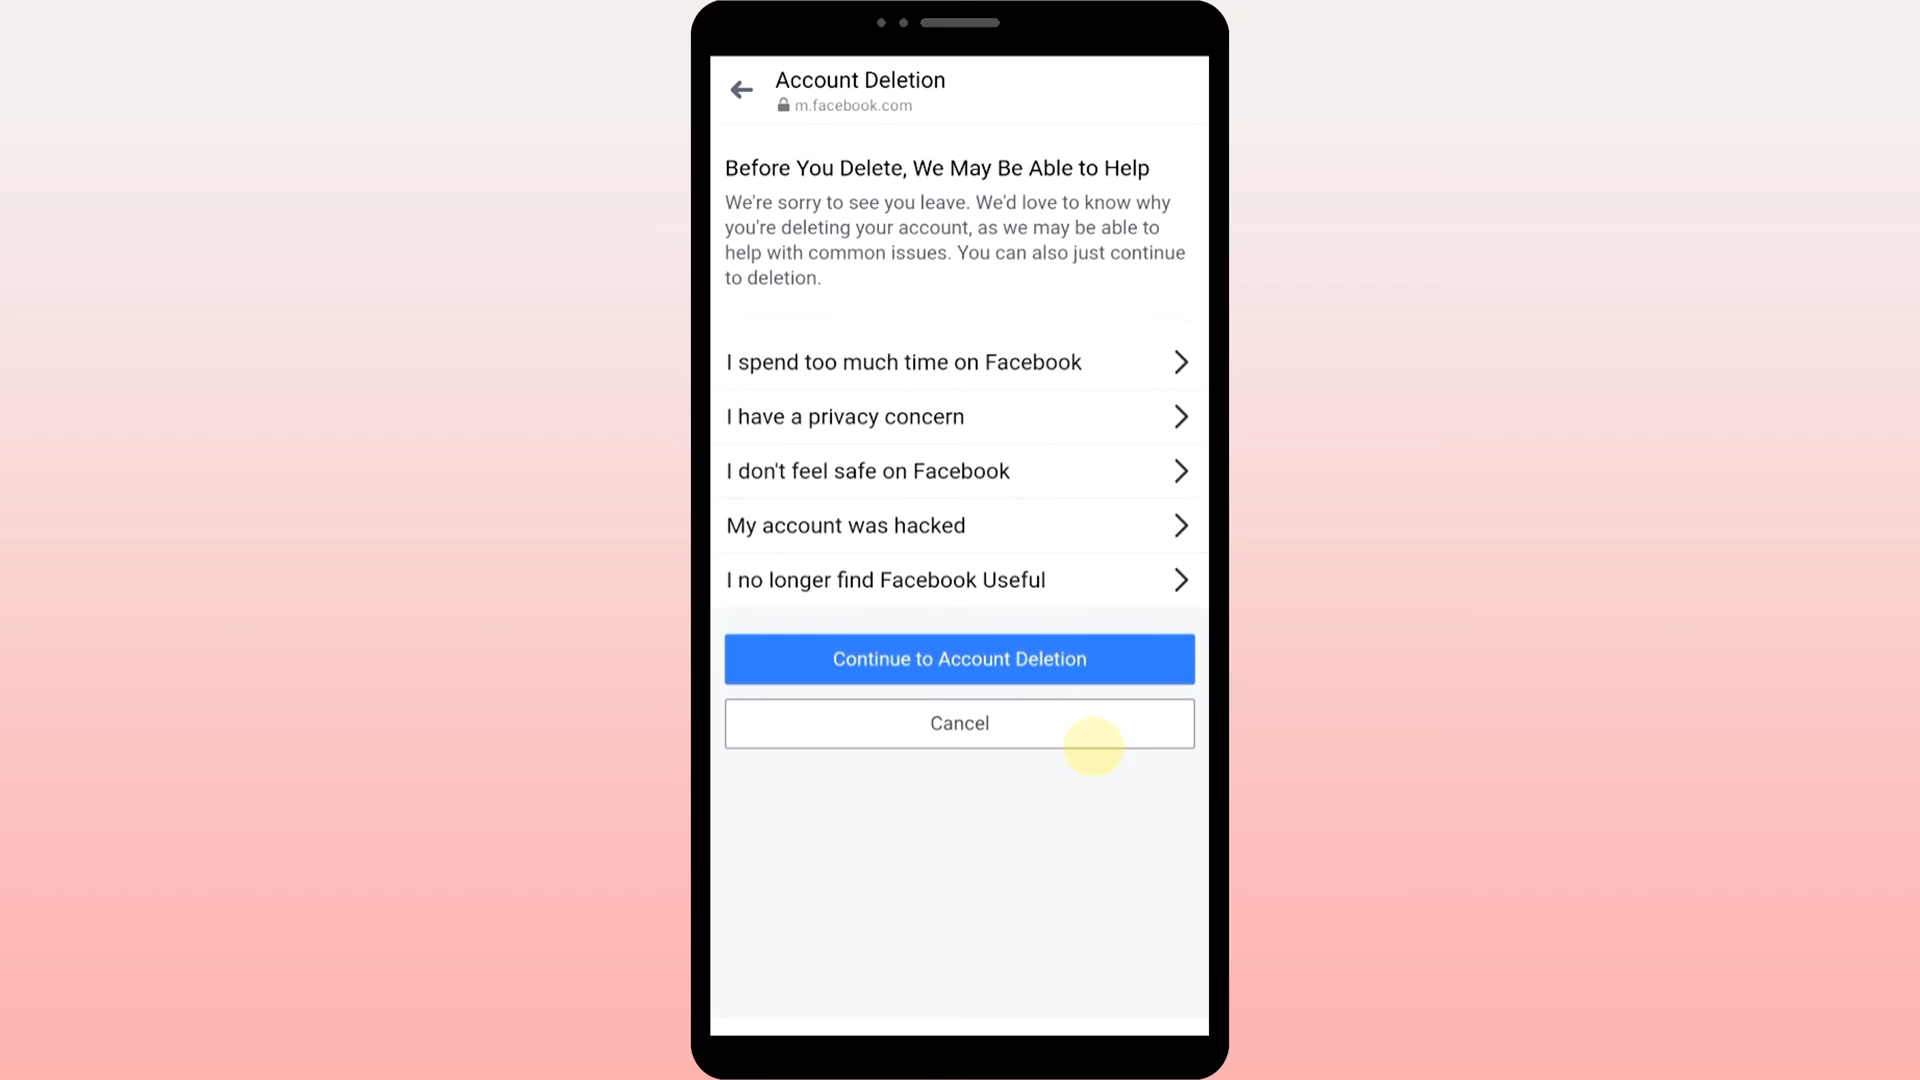 Account Deletion
m.facebook.com
Before You Delete, We May Be Able to Help
We're sorry to see you leave. We'd love to know why
you're deleting your account, as we may be able to
help with common issues. You can also just continue
to deletion.
I spend too much time on Facebook
I have a privacy concern
I don't feel safe on Facebook
My account was hacked
I no longer find Facebook Useful
Continue to Account Deletion
Cancel